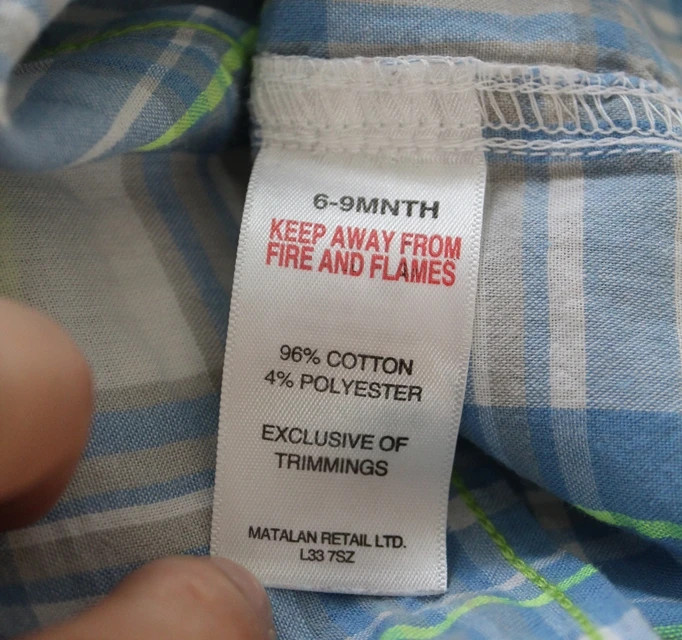 6-9MNTH
KEEP AWAY FROM
FIRE AND FLAMES
96% COTTON
4% POLYESTER
EXCLUSIVE OF
TRIMMINGS
MATALAN RETAIL LTD.
L33 7SZ